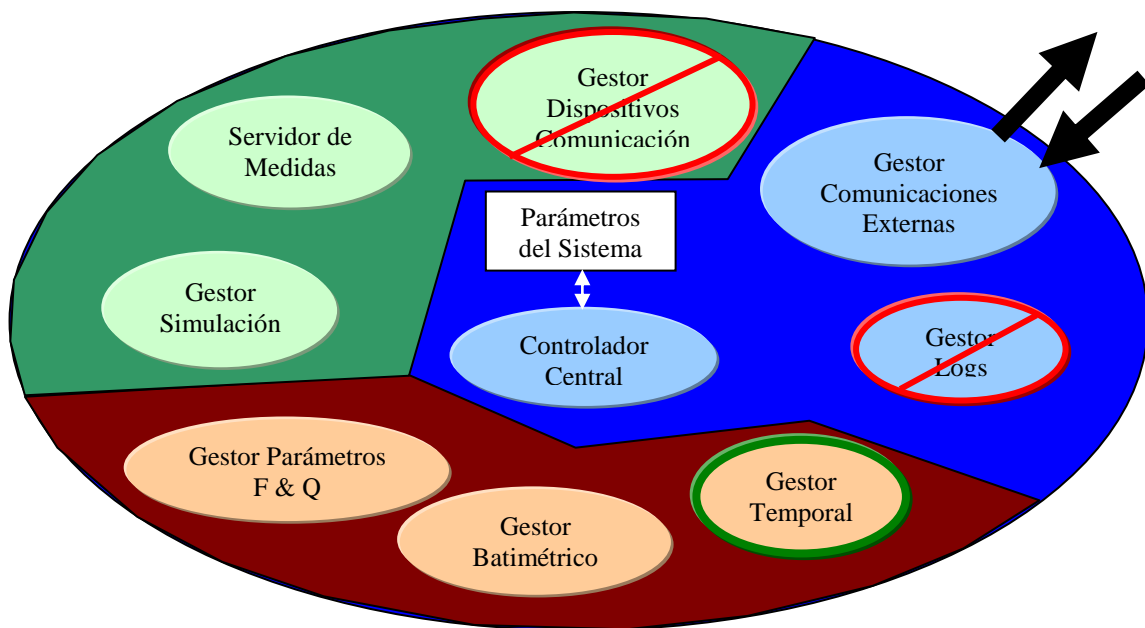 Gestor
Dispositivos
Comunicación
Servidor de
Medidas
Gestor
Comunicaciones
Externas
Parámetros
del Sistema
Gestor
Simulación
Controlador
Central
Gestor
Logs
Gestor Parámetros
F & Q
Gestor
Batimétrico
Gestor
Temporal